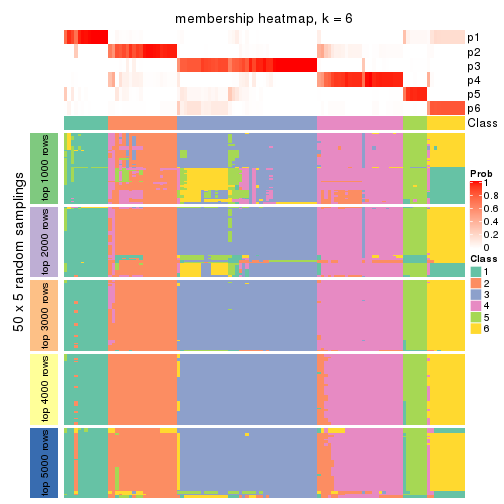 membership heatmap, k = 6
p1
p2
p3
p4
p5
p6
Class
50 x 5 random samplings
top 1000 rows
top 2000 rows
top 3000 rows
top 4000 rows
top 5000 rows
Prob
1
0.8
0.6
0.4
0.2
0
Class
1
2
3
4
5
6